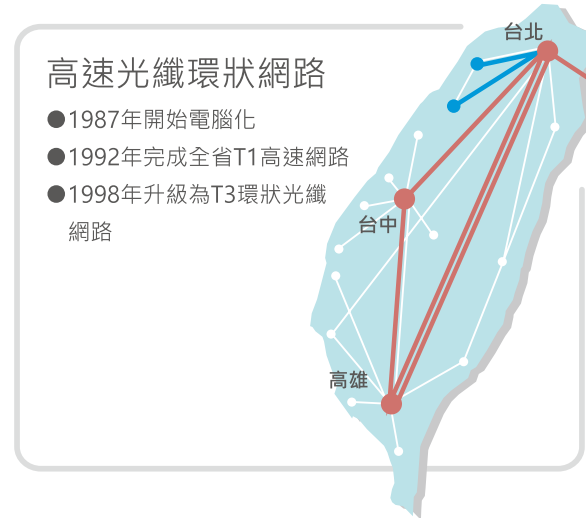 台北
高速光纖環狀網路
●1987年開始電腦化
●1992年完成全省T1高速網路
●1998年升級為T3環狀光纖
網路
台中
高雄